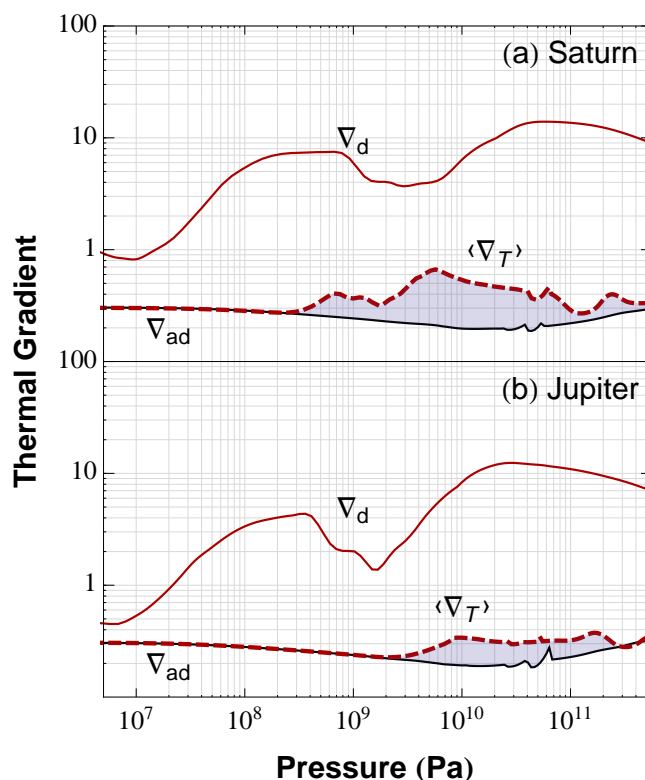 Thermal Gradient
100
(a) Saturn
10
∇d
1
⟨∇T⟩
∇ad
100
(b) Jupiter
10
∇d
1
⟨∇T⟩
∇ad
10⁷ 10⁸ 10⁹ 10¹⁰ 10¹¹
Pressure (Pa)